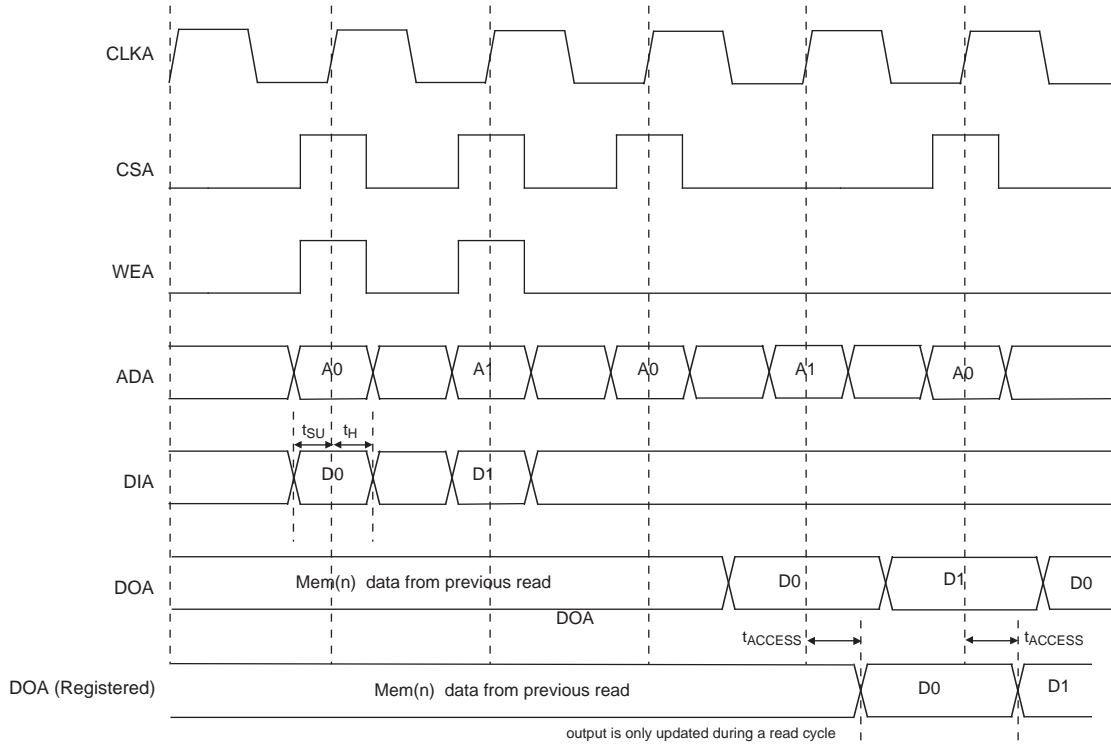 CLKA
CSA
WEA
ADA A0 A1 A0 A1 A0
tSU tH
DIA D0 D1
DOA Mem(n) data from previous read D0 D1 D0
DOA
tACCESS tACCESS
DOA (Registered) Mem(n) data from previous read D0 D1
output is only updated during a read cycle